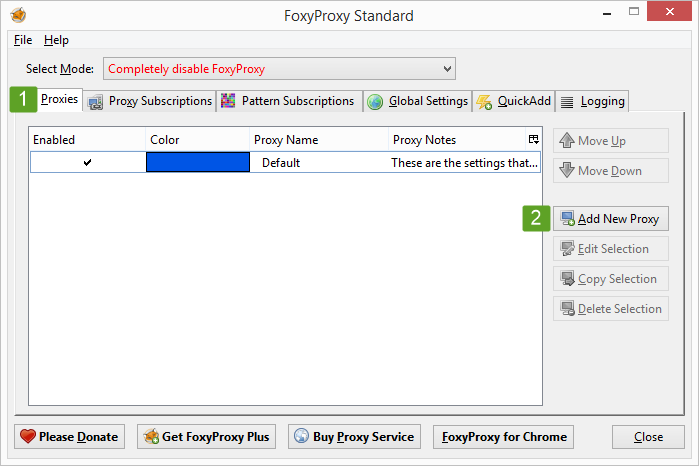 FoxyProxy Standard
File Help
Select Mode: Completely disable FoxyProxy
1 Proxies Proxy Subscriptions Pattern Subscriptions Global Settings QuickAdd Logging
Enabled Color Proxy Name Proxy Notes
Default These are the settings that...
Move Up
Move Down
2 Add New Proxy
Edit Selection
Copy Selection
Delete Selection
Please Donate Get FoxyProxy Plus Buy Proxy Service FoxyProxy for Chrome Close